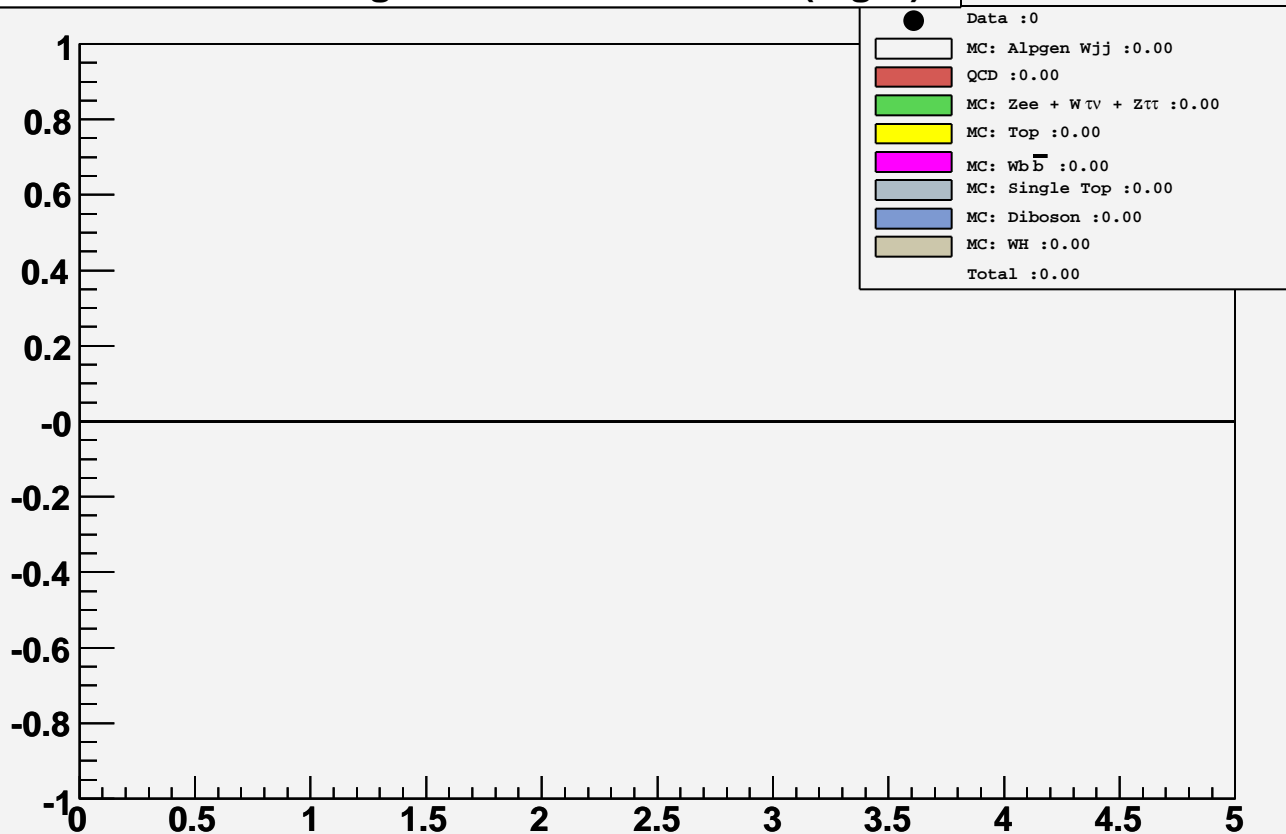 Data :0
MC: Alpgen Wjj :0.00
QCD :0.00
MC: Zee + Wτν + Zττ :0.00
MC: Top :0.00
MC: Wbb̅ :0.00
MC: Single Top :0.00
MC: Diboson :0.00
MC: WH :0.00
Total :0.00
1
0.8
0.6
0.4
0.2
-0
-0.2
-0.4
-0.6
-0.8
-1
0 0.5 1 1.5 2 2.5 3 3.5 4 4.5 5